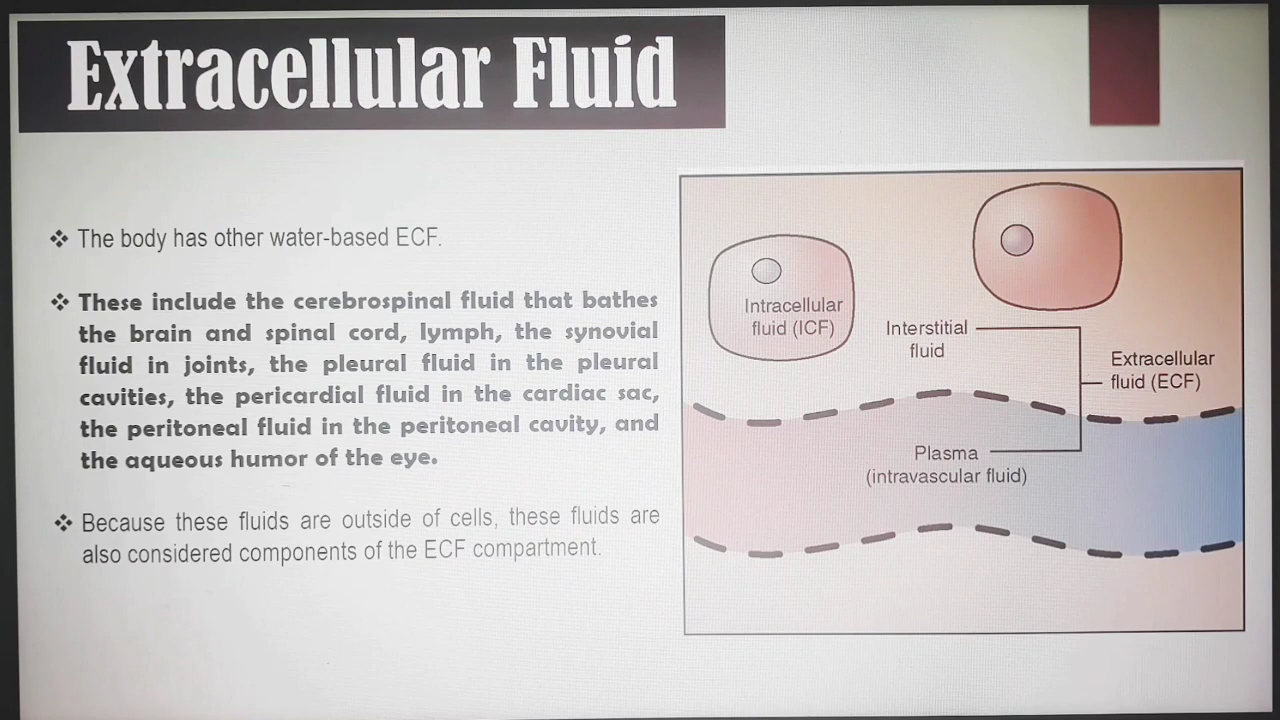 Extracellular Fluid
The body has other water-based ECF.
These include the cerebrospinal fluid that bathes
the brain and spinal cord, lymph, the synovial
fluid in joints, the pleural fluid in the pleural
cavities, the pericardial fluid in the cardiac sac,
the peritoneal fluid in the peritoneal cavity, and
the aqueous humor of the eye.
Because these fluids are outside of cells, these fluids are
also considered components of the ECF compartment.
Intracellular
fluid (ICF)
Interstitial
fluid
Extracellular
fluid (ECF)
Plasma
(intravascular fluid)